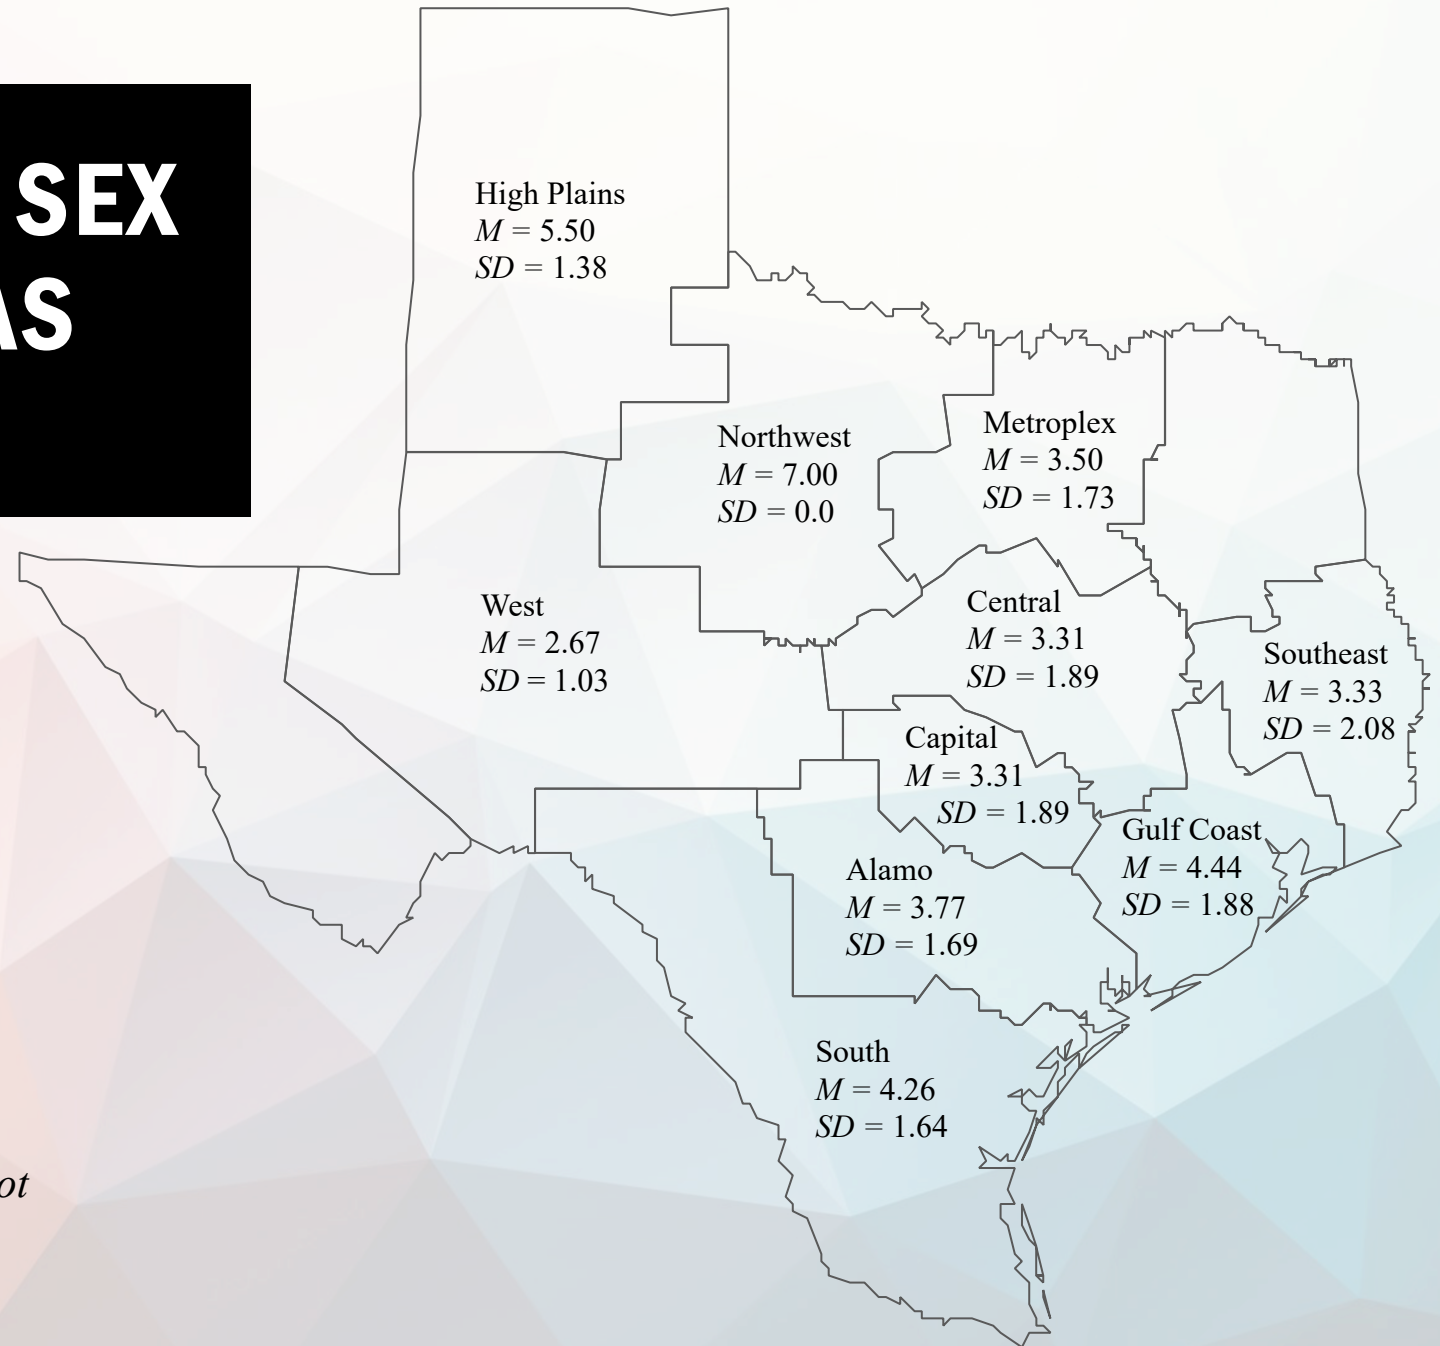 SEX
AS
High Plains
M = 5.50
SD = 1.38
Northwest
M = 7.00
SD = 0.0
Metroplex
M = 3.50
SD = 1.73
West
M = 2.67
SD = 1.03
Central
M = 3.31
SD = 1.89
Southeast
M = 3.33
SD = 2.08
Capital
M = 3.31
SD = 1.89
Gulf Coast
M = 4.44
SD = 1.88
Alamo
M = 3.77
SD = 1.69
South
M = 4.26
SD = 1.64
ot